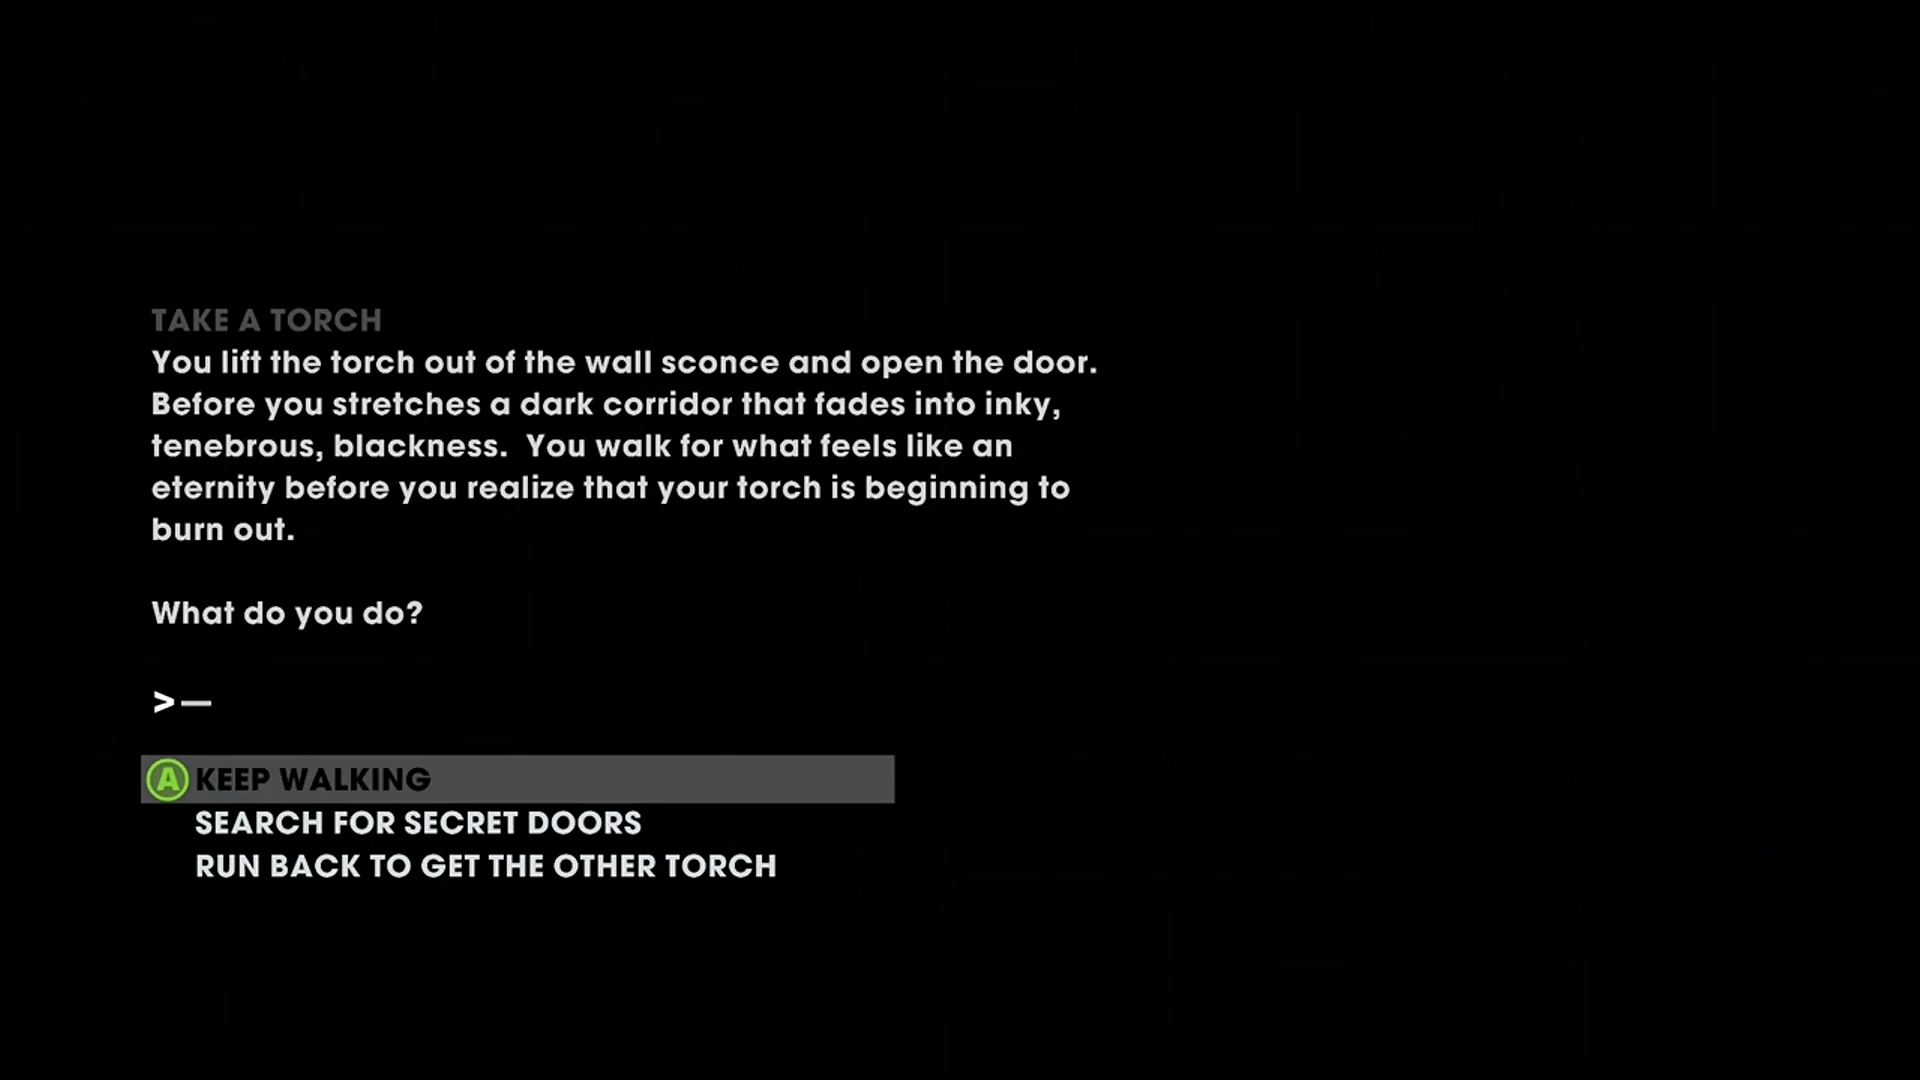 TAKE A TORCH
You lift the torch out of the wall sconce and open the door.
Before you stretches a dark corridor that fades into inky,
tenebrous, blackness.  You walk for what feels like an
eternity before you realize that your torch is beginning to
burn out.
What do you do?
>—
A KEEP WALKING
SEARCH FOR SECRET DOORS
RUN BACK TO GET THE OTHER TORCH